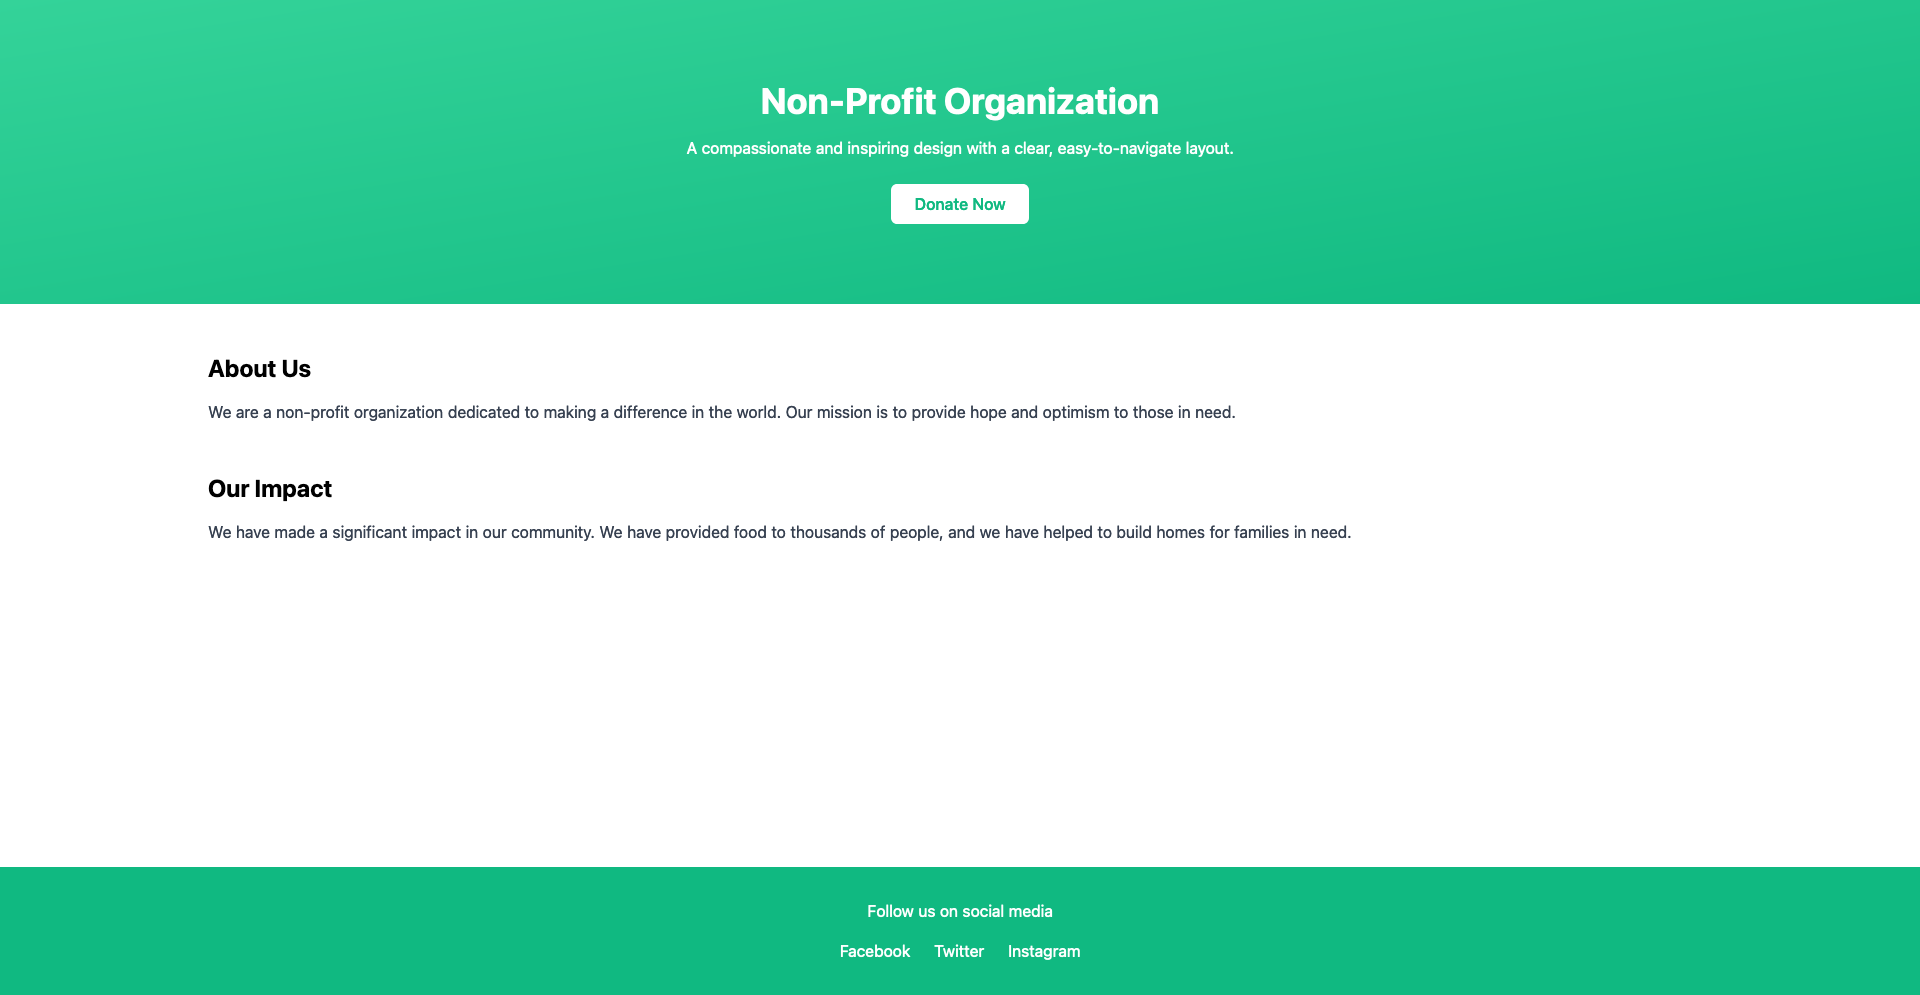 Non-Profit Organization
A compassionate and inspiring design with a clear, easy-to-navigate layout.
Donate Now
About Us
We are a non-profit organization dedicated to making a difference in the world. Our mission is to provide hope and optimism to those in need.
Our Impact
We have made a significant impact in our community. We have provided food to thousands of people, and we have helped to build homes for families in need.
Follow us on social media
Facebook Twitter Instagram